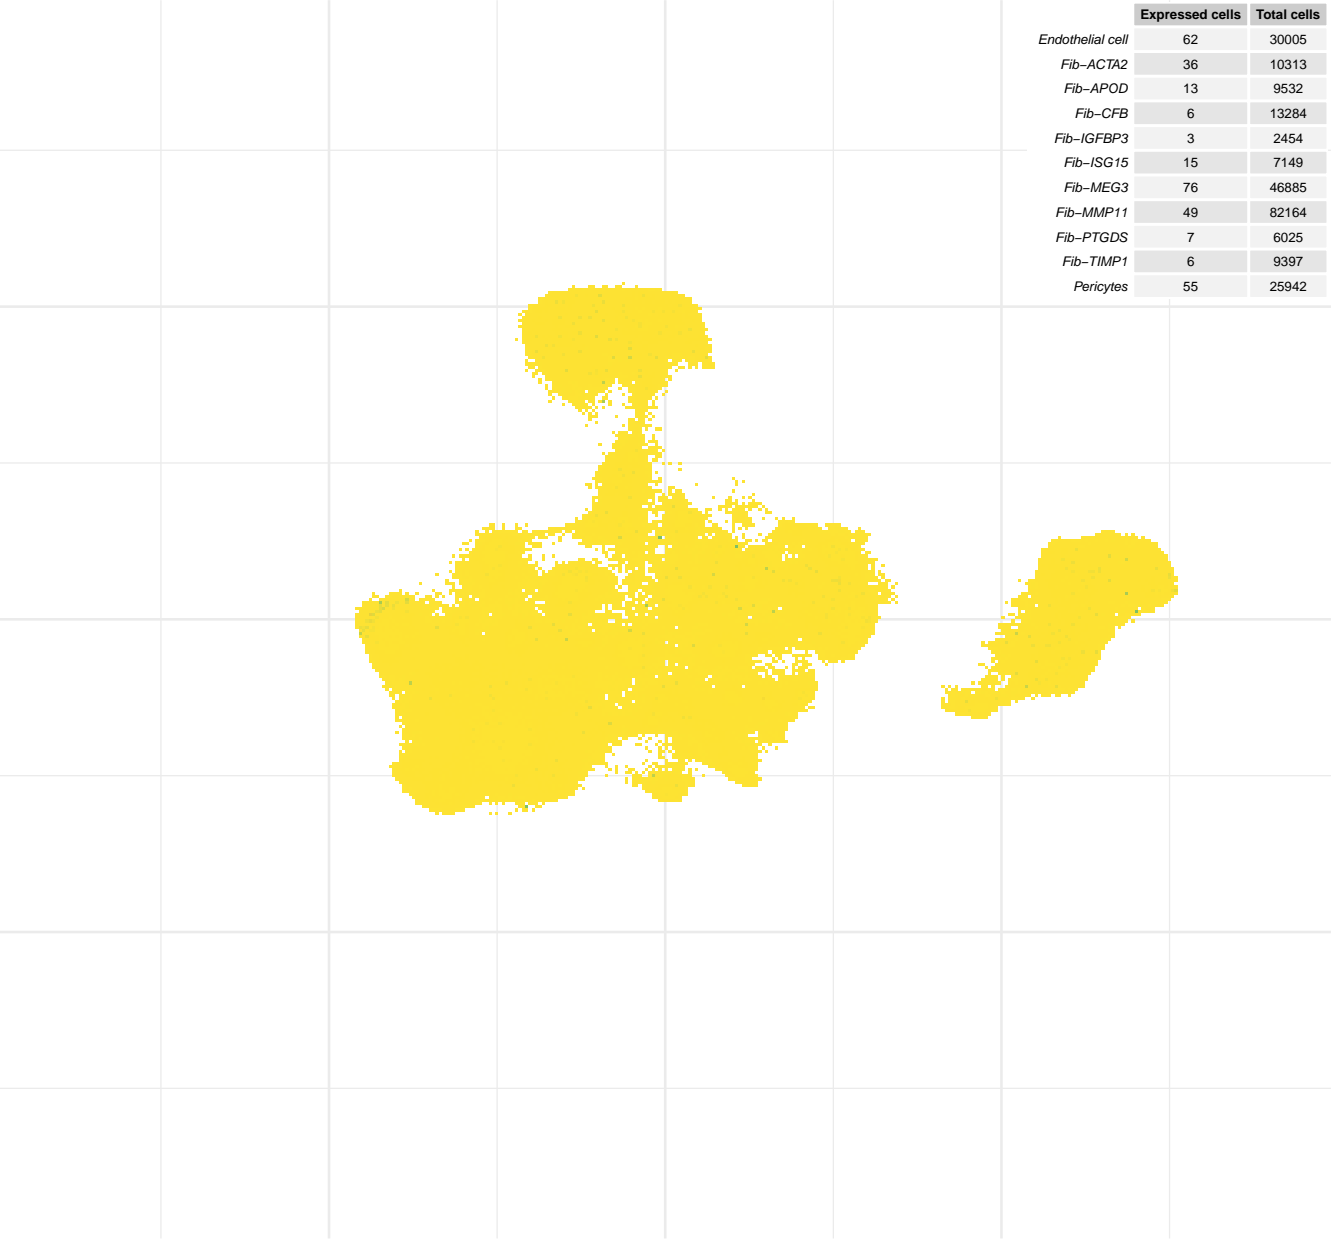 Expressed cells Total cells
Endothelial cell 62 30005
Fib−ACTA2 36 10313
Fib−APOD 13 9532
Fib−CFB 6 13284
Fib−IGFBP3 3 2454
Fib−ISG15 15 7149
Fib−MEG3 76 46885
Fib−MMP11 49 82164
Fib−PTGDS 7 6025
Fib−TIMP1 6 9397
Pericytes 55 25942